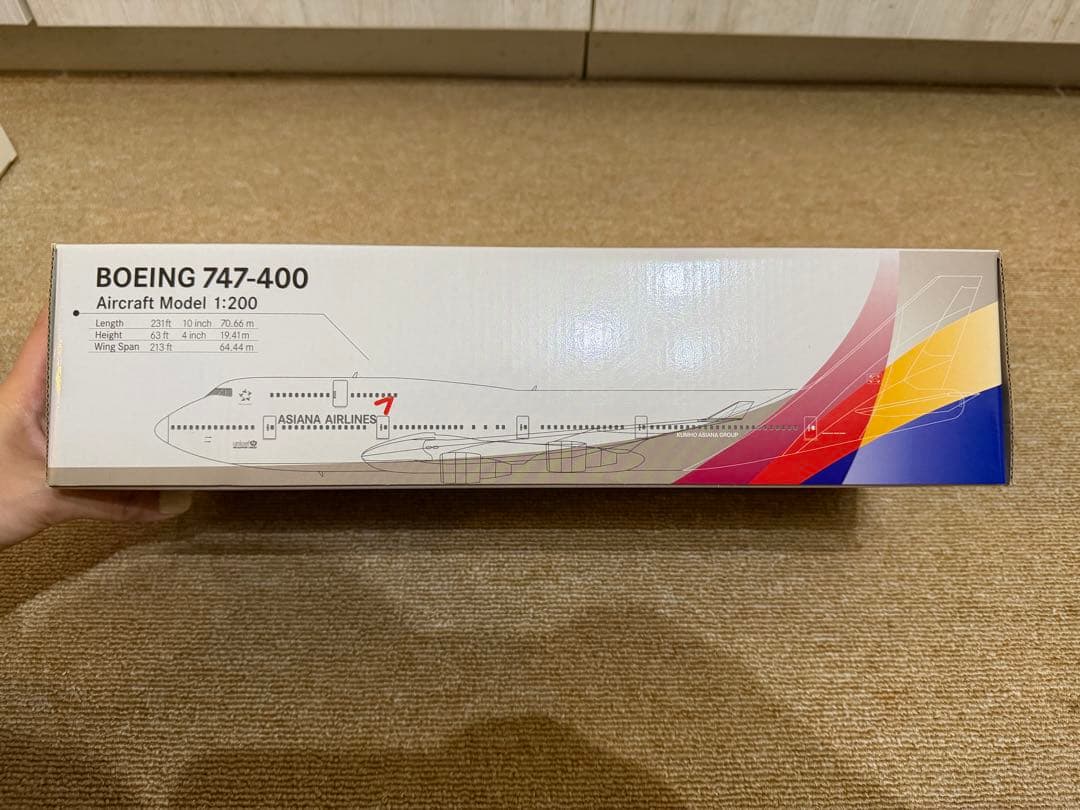 BOEING 747-400
Aircraft Model 1:200
Length 231ft 10 inch 70.66 m
Height 63 ft 4 inch 19.41m
Wing Span 213 ft 64.44 m
ASIANA AIRLINES
unicef
KUMHO ASIANA GROUP